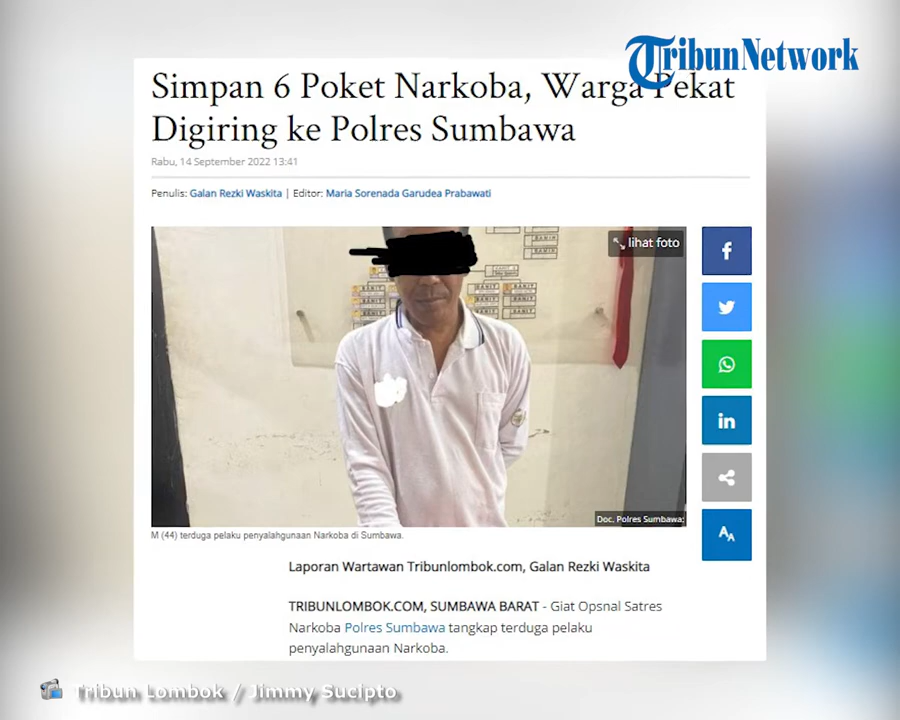 Tribun Network
Simpan 6 Poket Narkoba, Warga Pekat
Digiring ke Polres Sumbawa
Rabu, 14 September 2022 13:41
Penulis: Galan Rezki Waskita | Editor: Maria Sorenada Garudea Prabawati
lihat foto
Doc. Polres Sumbawa;
M (44) terduga pelaku penyalahgunaan Narkoba di Sumbawa.
Laporan Wartawan Tribunlombok.com, Galan Rezki Waskita
TRIBUNLOMBOK.COM, SUMBAWA BARAT - Giat Opsnal Satres
Narkoba Polres Sumbawa tangkap terduga pelaku
penyalahgunaan Narkoba.
Tribun Lombok / Jimmy Sucipto